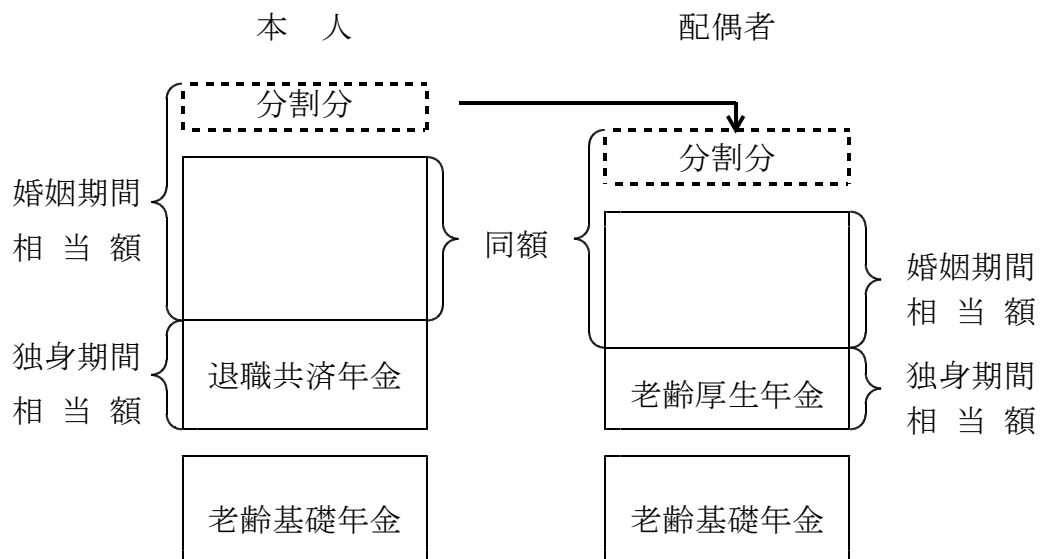 本 人
配偶者
分割分
分割分
婚姻期間
相 当 額
同額
婚姻期間
相 当 額
独身期間
相 当 額
退職共済年金
老齢厚生年金
独身期間
相 当 額
老齢基礎年金
老齢基礎年金